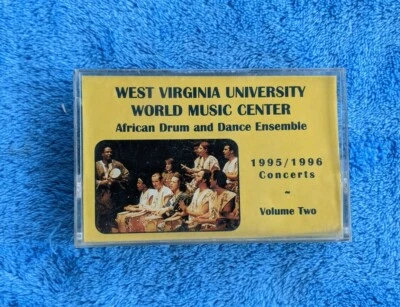 WEST VIRGINIA UNIVERSITY
WORLD MUSIC CENTER
African Drum and Dance Ensemble
1995/1996
Concerts
-
Volume Two